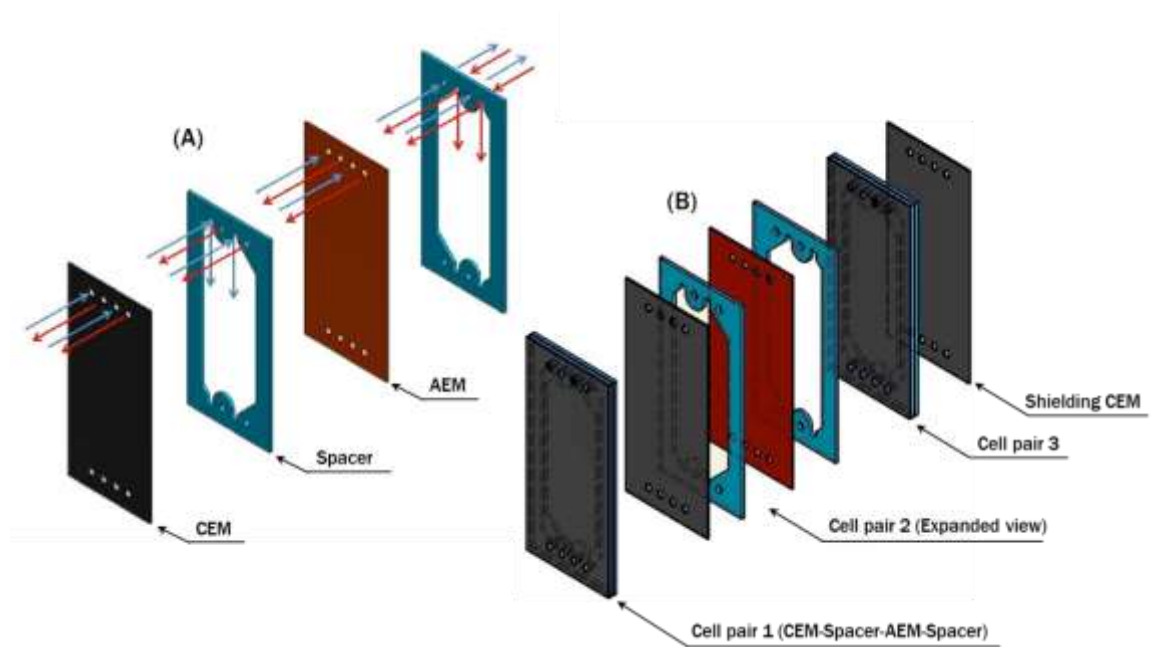 (A)
AEM
Spacer
CEM
(B)
Shielding CEM
Cell pair 3
Cell pair 2 (Expanded view)
Cell pair 1 (CEM-Spacer-AEM-Spacer)